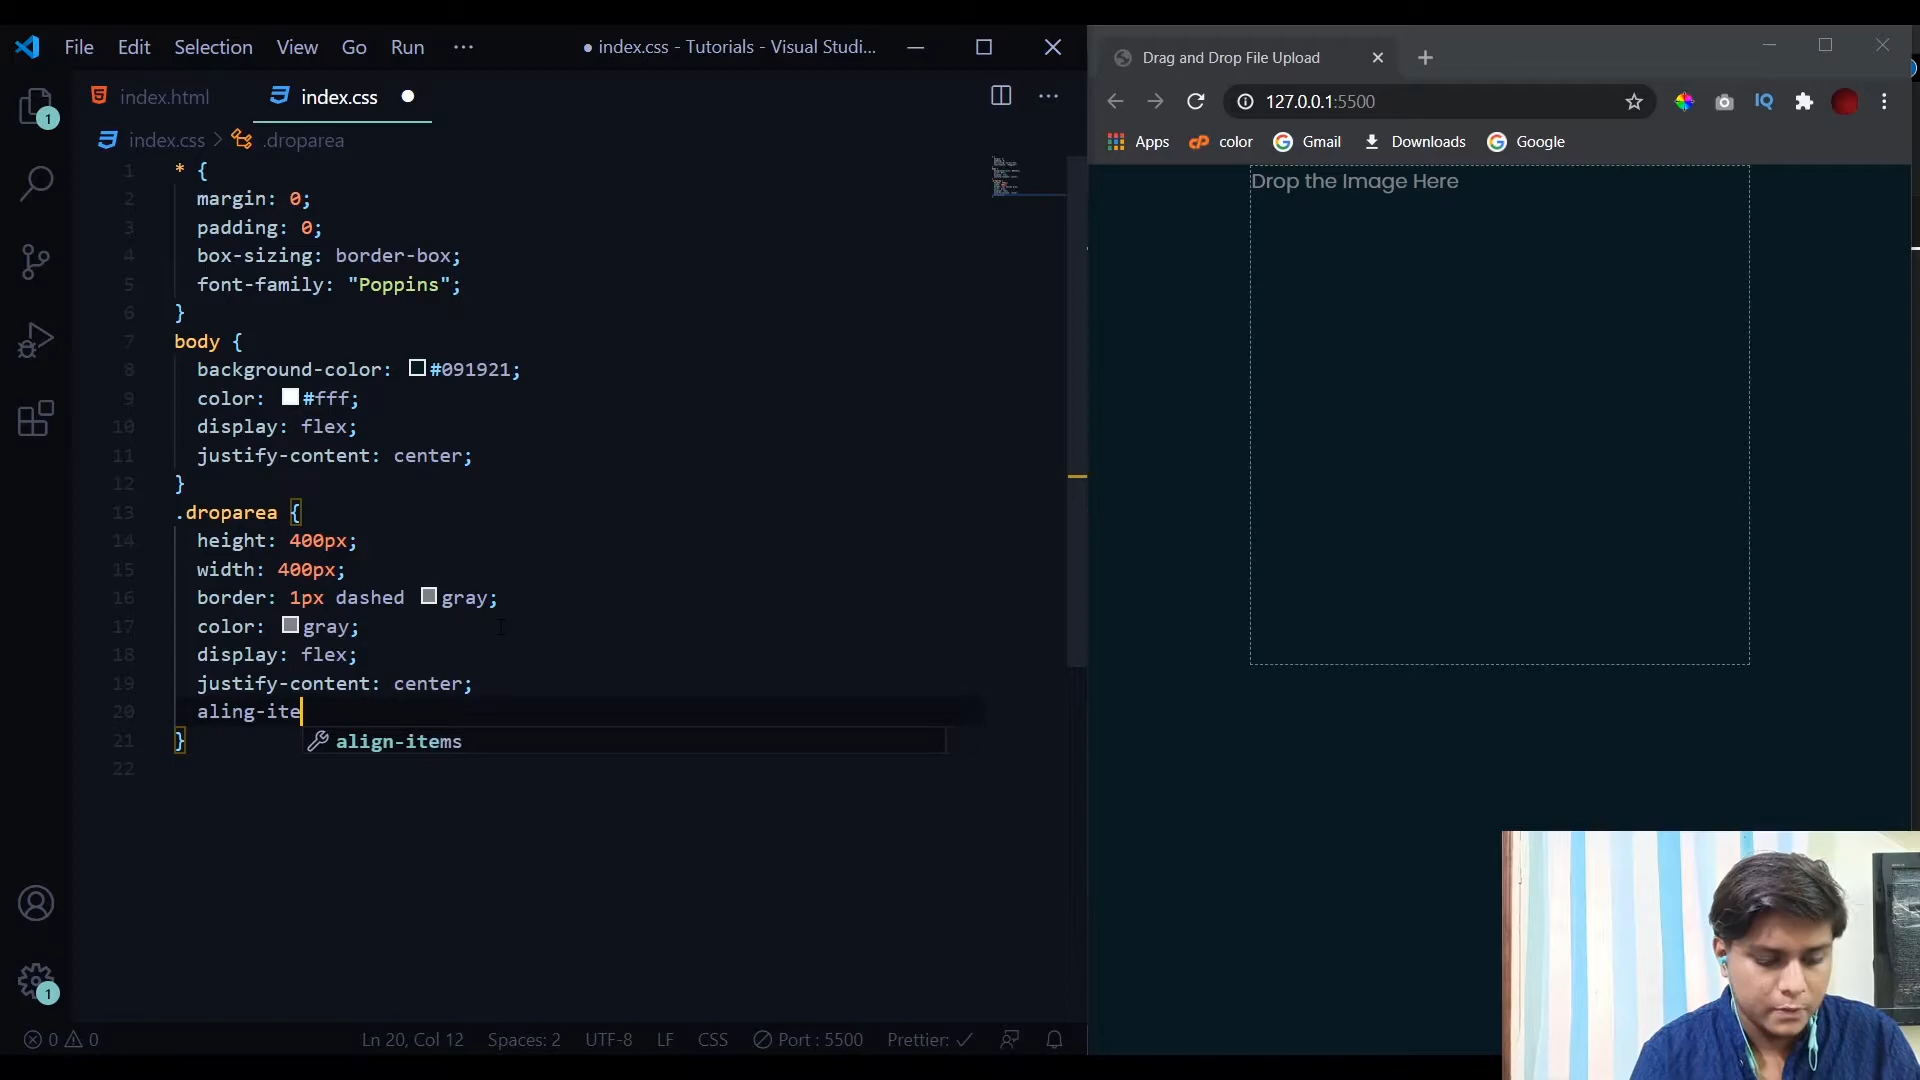 File Edit Selection View Go Run ··· ● index.css - Tutorials - Visual Studi...
index.html index.css
index.css > .droparea
1 * {
2 margin: 0;
3 padding: 0;
4 box-sizing: border-box;
5 font-family: "Poppins";
6 }
7 body {
8 background-color: #091921;
9 color: #fff;
10 display: flex;
11 justify-content: center;
12 }
13 .droparea {
14 height: 400px;
15 width: 400px;
16 border: 1px dashed gray;
17 color: gray;
18 display: flex;
19 justify-content: center;
20 aling-ite
21 }
align-items
22
1
1
0 0 Ln 20, Col 12 Spaces: 2 UTF-8 LF CSS Port : 5500 Prettier: ✓
Drag and Drop File Upload
127.0.0.1:5500
IQ
Apps color Gmail Downloads Google
Drop the Image Here